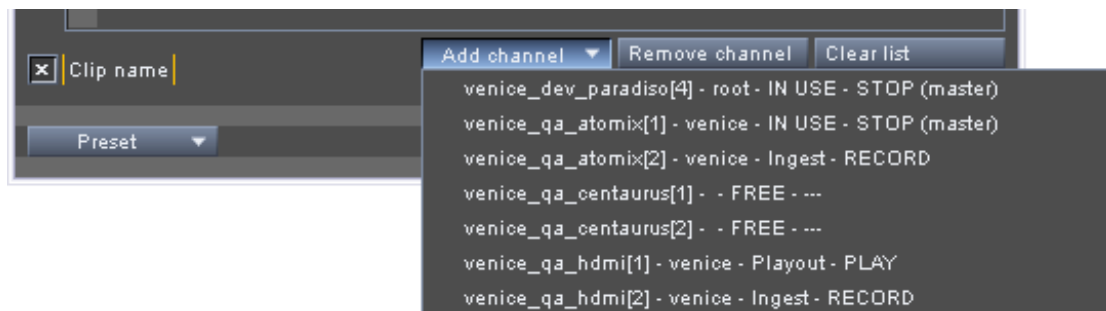 Clip name
Add channel
Remove channel
Clear list
Preset
venice_dev_paradiso[4] - root - IN USE - STOP (master)
venice_qa_atomix[1] - venice - IN USE - STOP (master)
venice_qa_atomix[2] - venice - Ingest - RECORD
venice_qa_centaurus[1] - - FREE - ---
venice_qa_centaurus[2] - - FREE - ---
venice_qa_hdmi[1] - venice - Playout - PLAY
venice_qa_hdmi[2] - venice - Ingest - RECORD